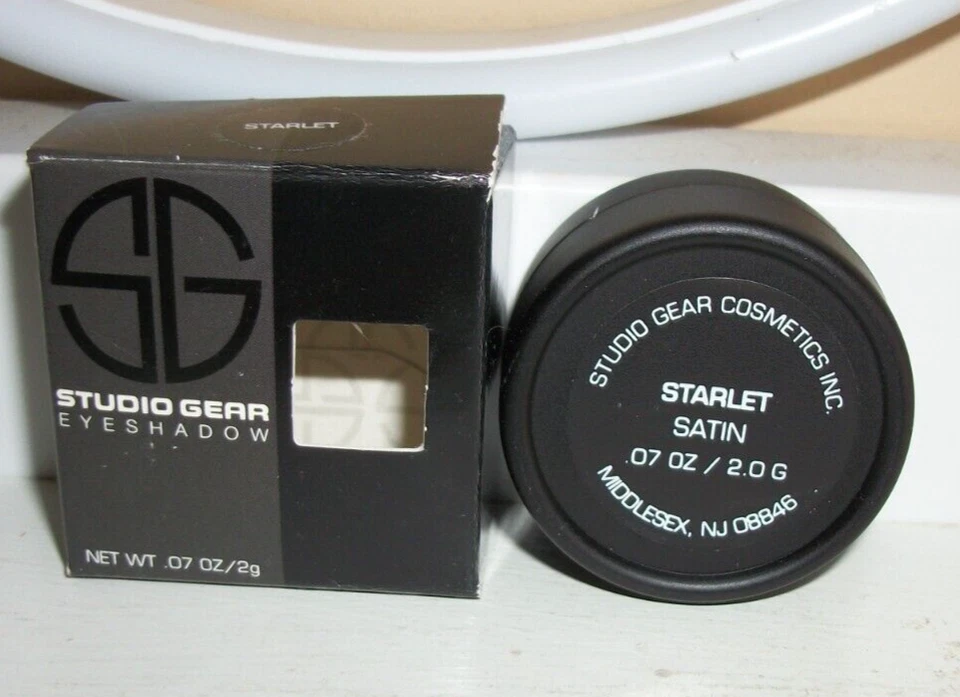 STARLET
SG
STUDIO GEAR
EYESHADOW
NET WT .07 OZ/2g
STUDIO GEAR COSMETICS INC.
STARLET
SATIN
.07 OZ / 2.0 G
MIDDLESEX, NJ 08846